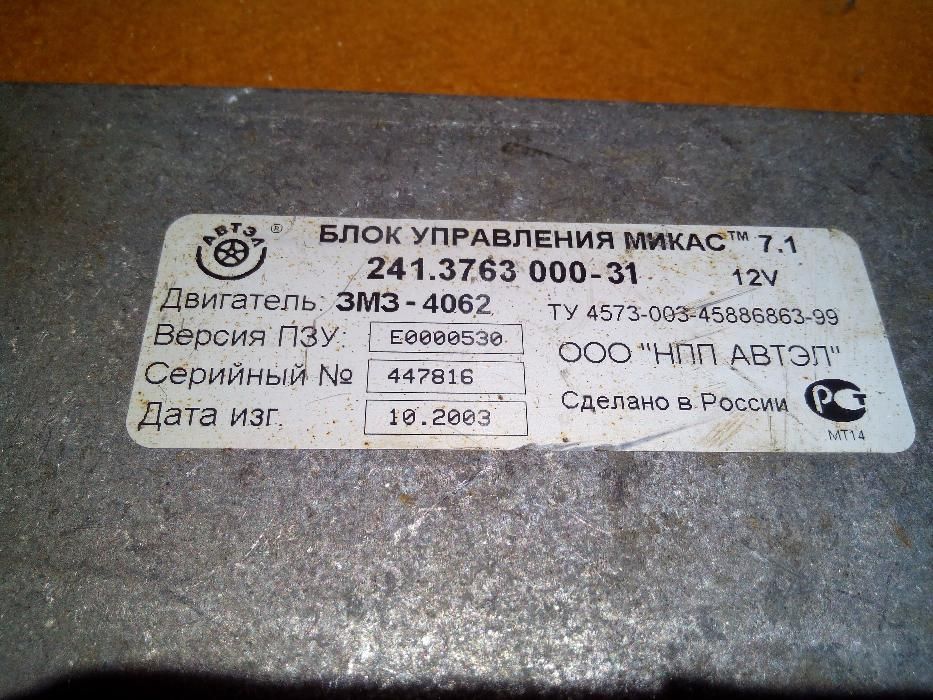 АВТЭЛ ®
БЛОК УПРАВЛЕНИЯ МИКАС™ 7.1
241.3763 000-31 12V
Двигатель: ЗМЗ - 4062
ТУ 4573-003-45886863-99
Версия ПЗУ: E0000530
ООО "НПП АВТЭЛ"
Серийный № 447816
Сделано в России
РСТ
Дата изг. 10.2003
МТ14